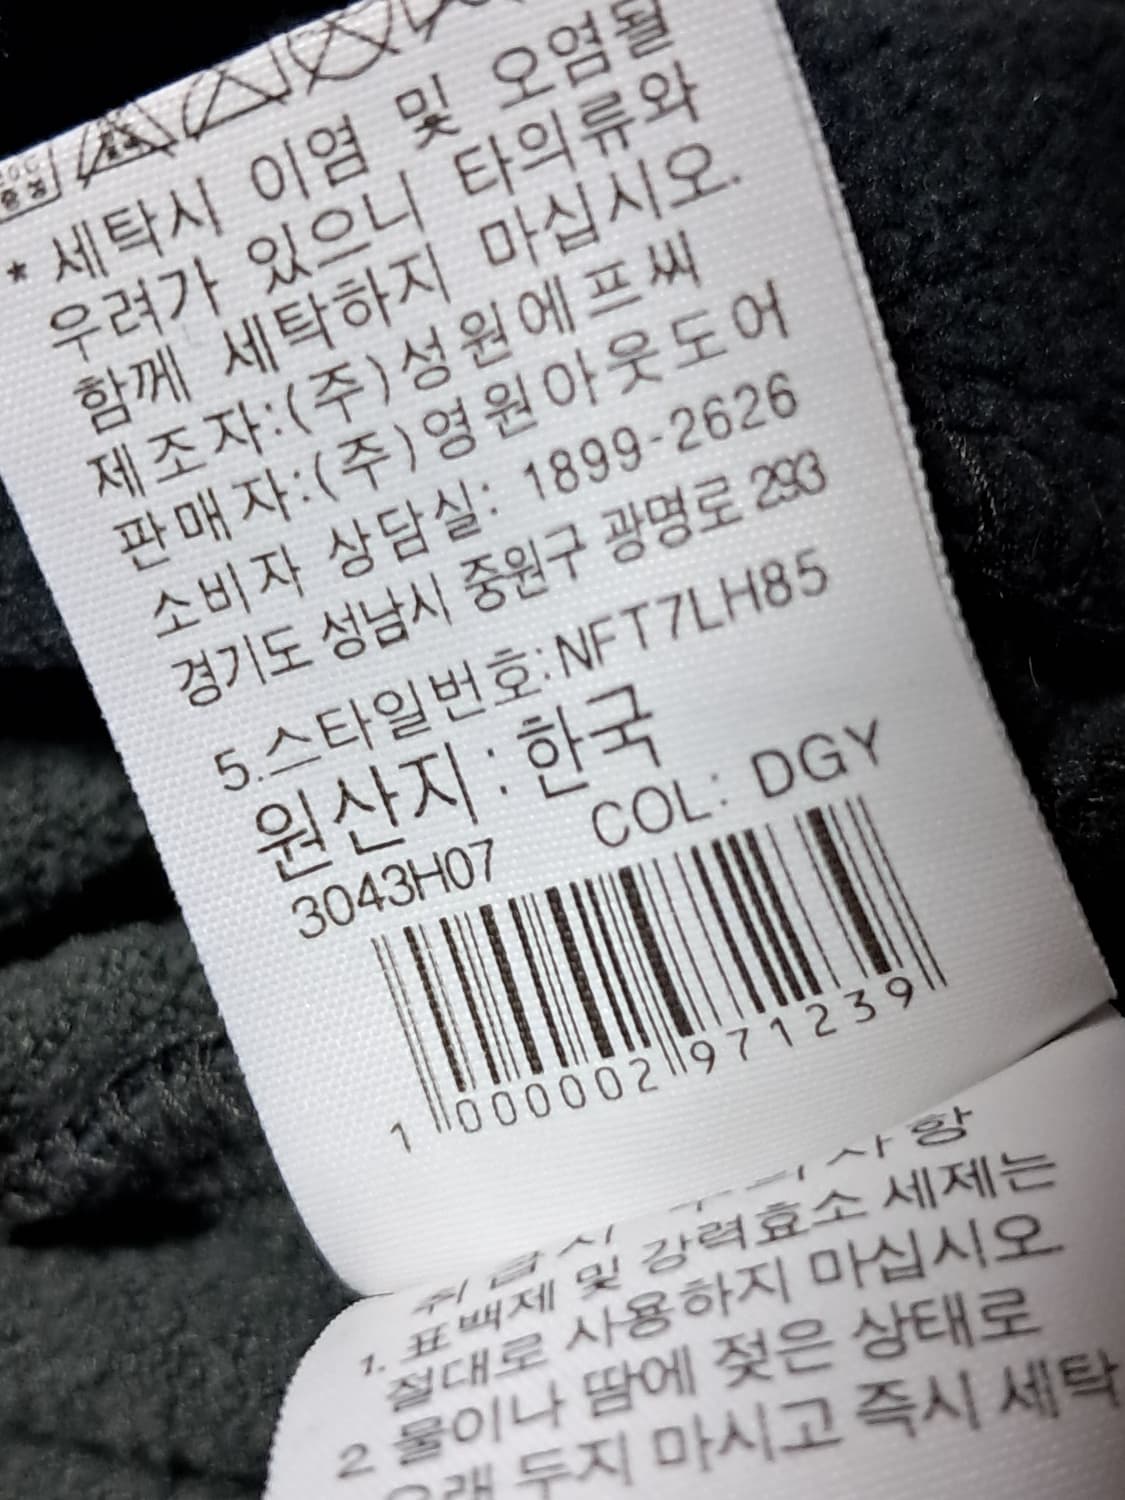 중성
* 세탁시 이염 및 오염될
우려가 있으니 타의류와
함께 세탁하지 마십시오.
제조자:(주)성원에프씨
판매자:(주)영원아웃도어
소비자 상담실: 1899-2626
경기도 성남시 중원구 광명로 293
5.스타일번호:NFT7LH85
원산지 : 한국
3043H07 COL: DGY
1 000002 971239
1. 표백제 및 강력효소 세제는
절대로 사용하지 마십시오.
2 물이나 땀에 젖은 상태로
두지 마시고 즉시 세탁